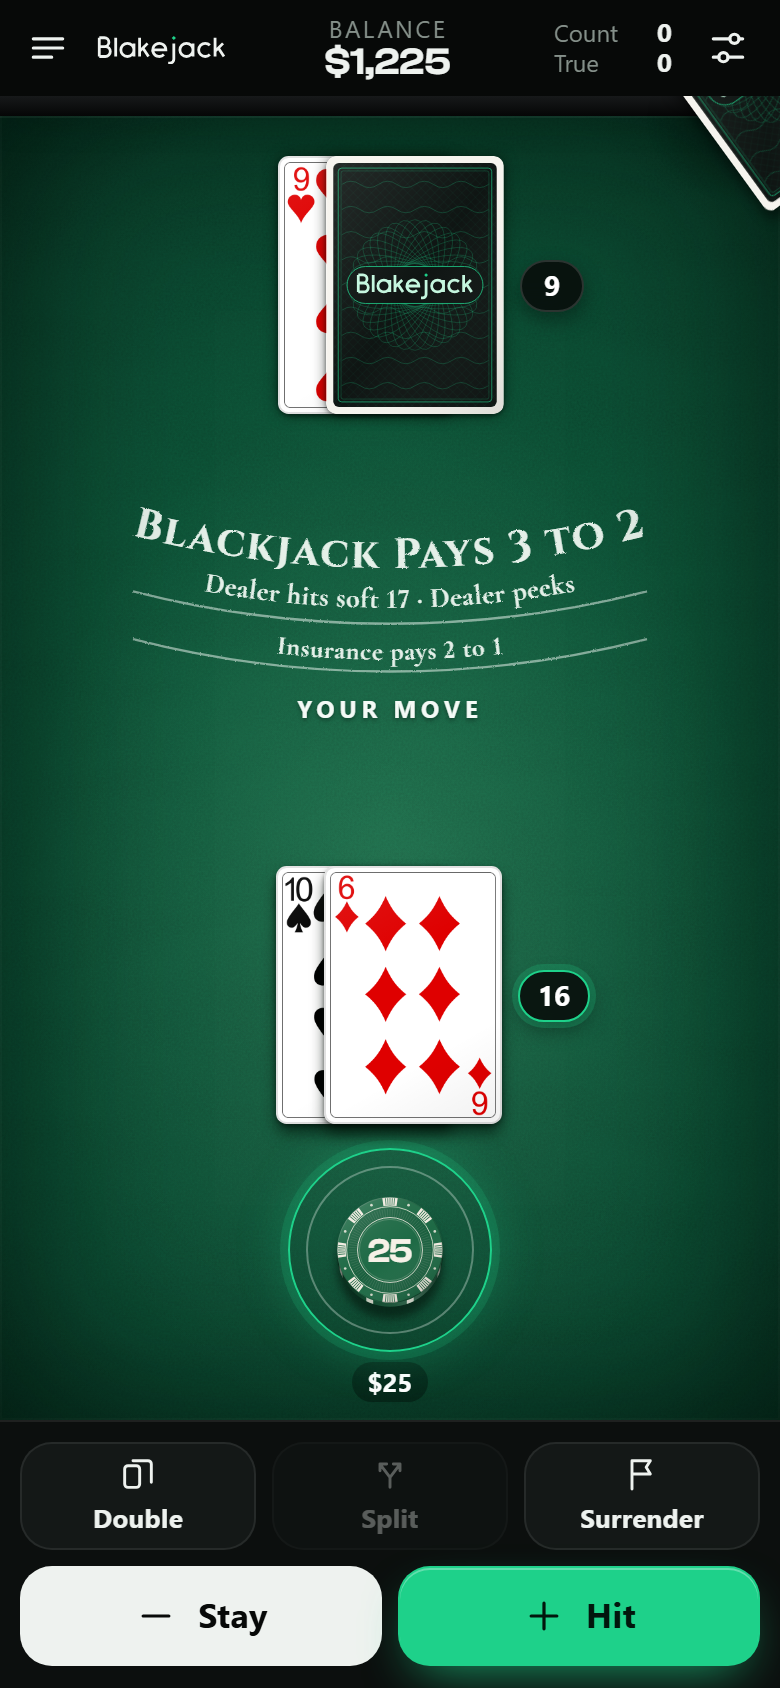 Blakejack
BALANCE
$1,225
Count 0
True 0
9
Blakejack
9
BLACKJACK PAYS 3 TO 2
Dealer hits soft 17 · Dealer peeks
Insurance pays 2 to 1
YOUR MOVE
10
6
6
16
25
$25
Double
Split
Surrender
Stay
Hit